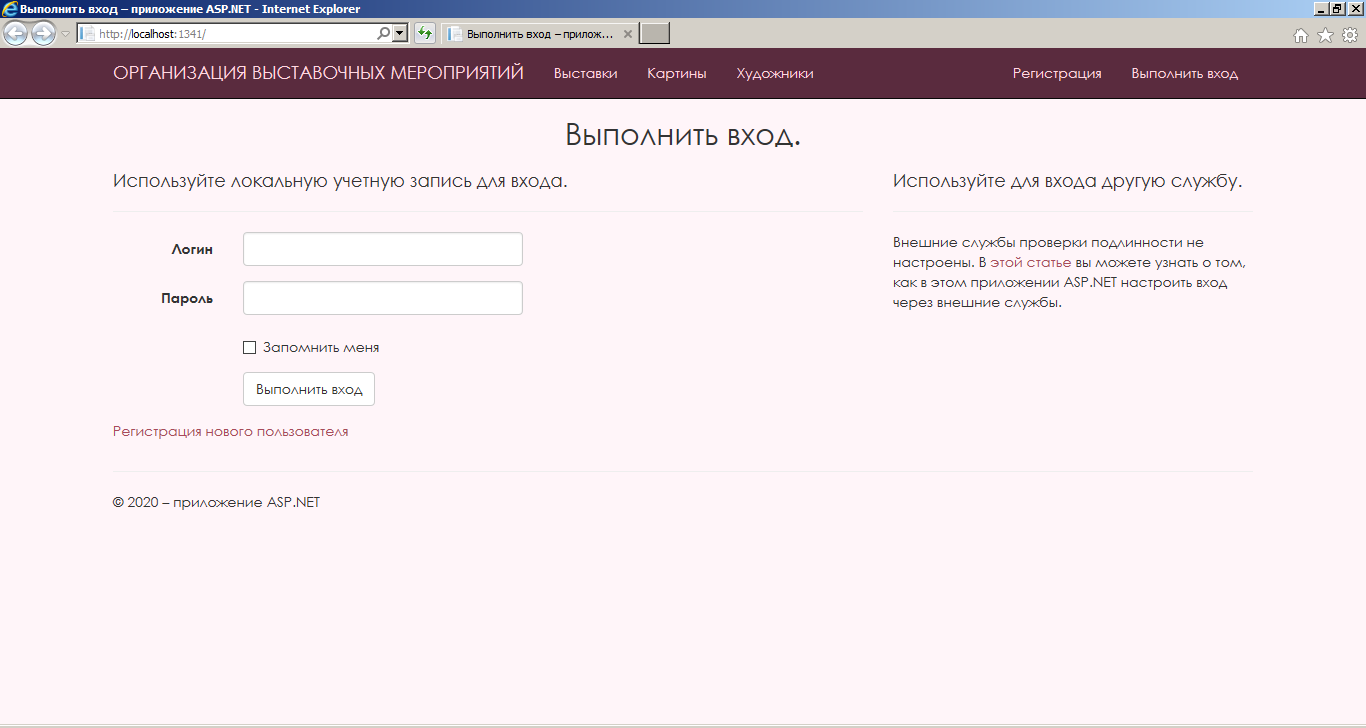 Выполнить вход – приложение ASP.NET - Internet Explorer
http://localhost:1341/
Выполнить вход – прилож...
ОРГАНИЗАЦИЯ ВЫСТАВОЧНЫХ МЕРОПРИЯТИЙ
Выставки
Картины
Художники
Регистрация
Выполнить вход
Выполнить вход.
Используйте локальную учетную запись для входа.
Логин
Пароль
Запомнить меня
Выполнить вход
Регистрация нового пользователя
Используйте для входа другую службу.
Внешние службы проверки подлинности не
настроены. В этой статье вы можете узнать о том,
как в этом приложении ASP.NET настроить вход
через внешние службы.
© 2020 – приложение ASP.NET